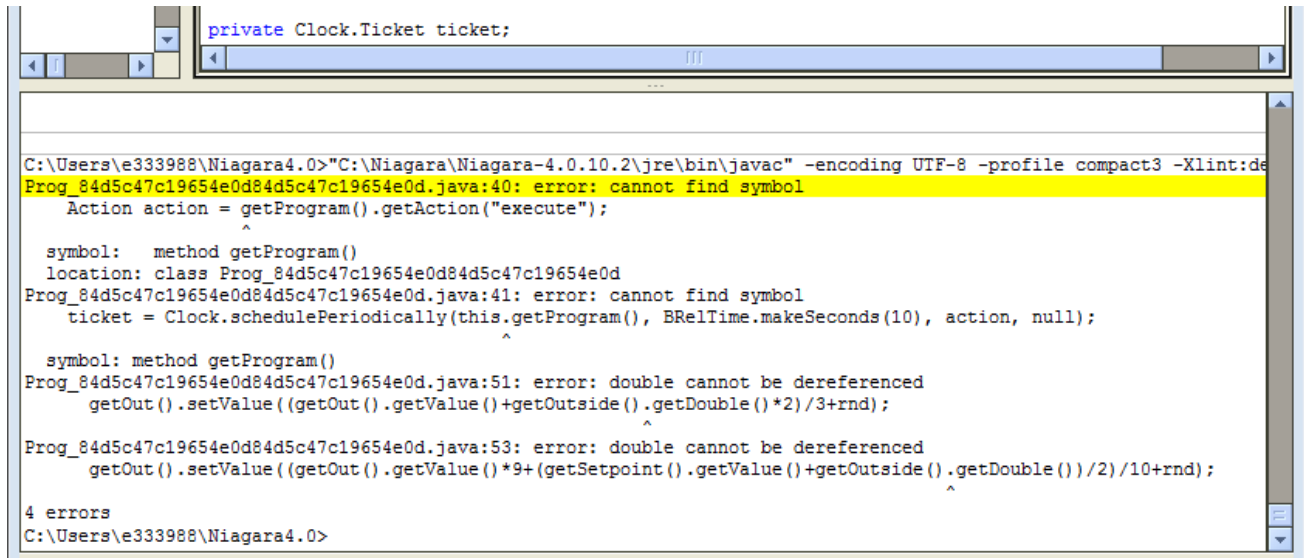 private Clock.Ticket ticket;
C:\Users\e333988\Niagara4.0>"C:\Niagara\Niagara-4.0.10.2\jre\bin\javac" -encoding UTF-8 -profile compact3 -Xlint:de
Prog_84d5c47c19654e0d84d5c47c19654e0d.java:40: error: cannot find symbol
    Action action = getProgram().getAction("execute");
                    ^
  symbol:   method getProgram()
  location: class Prog_84d5c47c19654e0d84d5c47c19654e0d
Prog_84d5c47c19654e0d84d5c47c19654e0d.java:41: error: cannot find symbol
    ticket = Clock.schedulePeriodically(this.getProgram(), BRelTime.makeSeconds(10), action, null);
                                            ^
  symbol: method getProgram()
Prog_84d5c47c19654e0d84d5c47c19654e0d.java:51: error: double cannot be dereferenced
      getOut().setValue((getOut().getValue()+getOutside().getDouble()*2)/3+rnd);
                                                         ^
Prog_84d5c47c19654e0d84d5c47c19654e0d.java:53: error: double cannot be dereferenced
      getOut().setValue((getOut().getValue()*9+(getSetpoint().getValue()+getOutside().getDouble())/2)/10+rnd);
                                                                                     ^
4 errors
C:\Users\e333988\Niagara4.0>